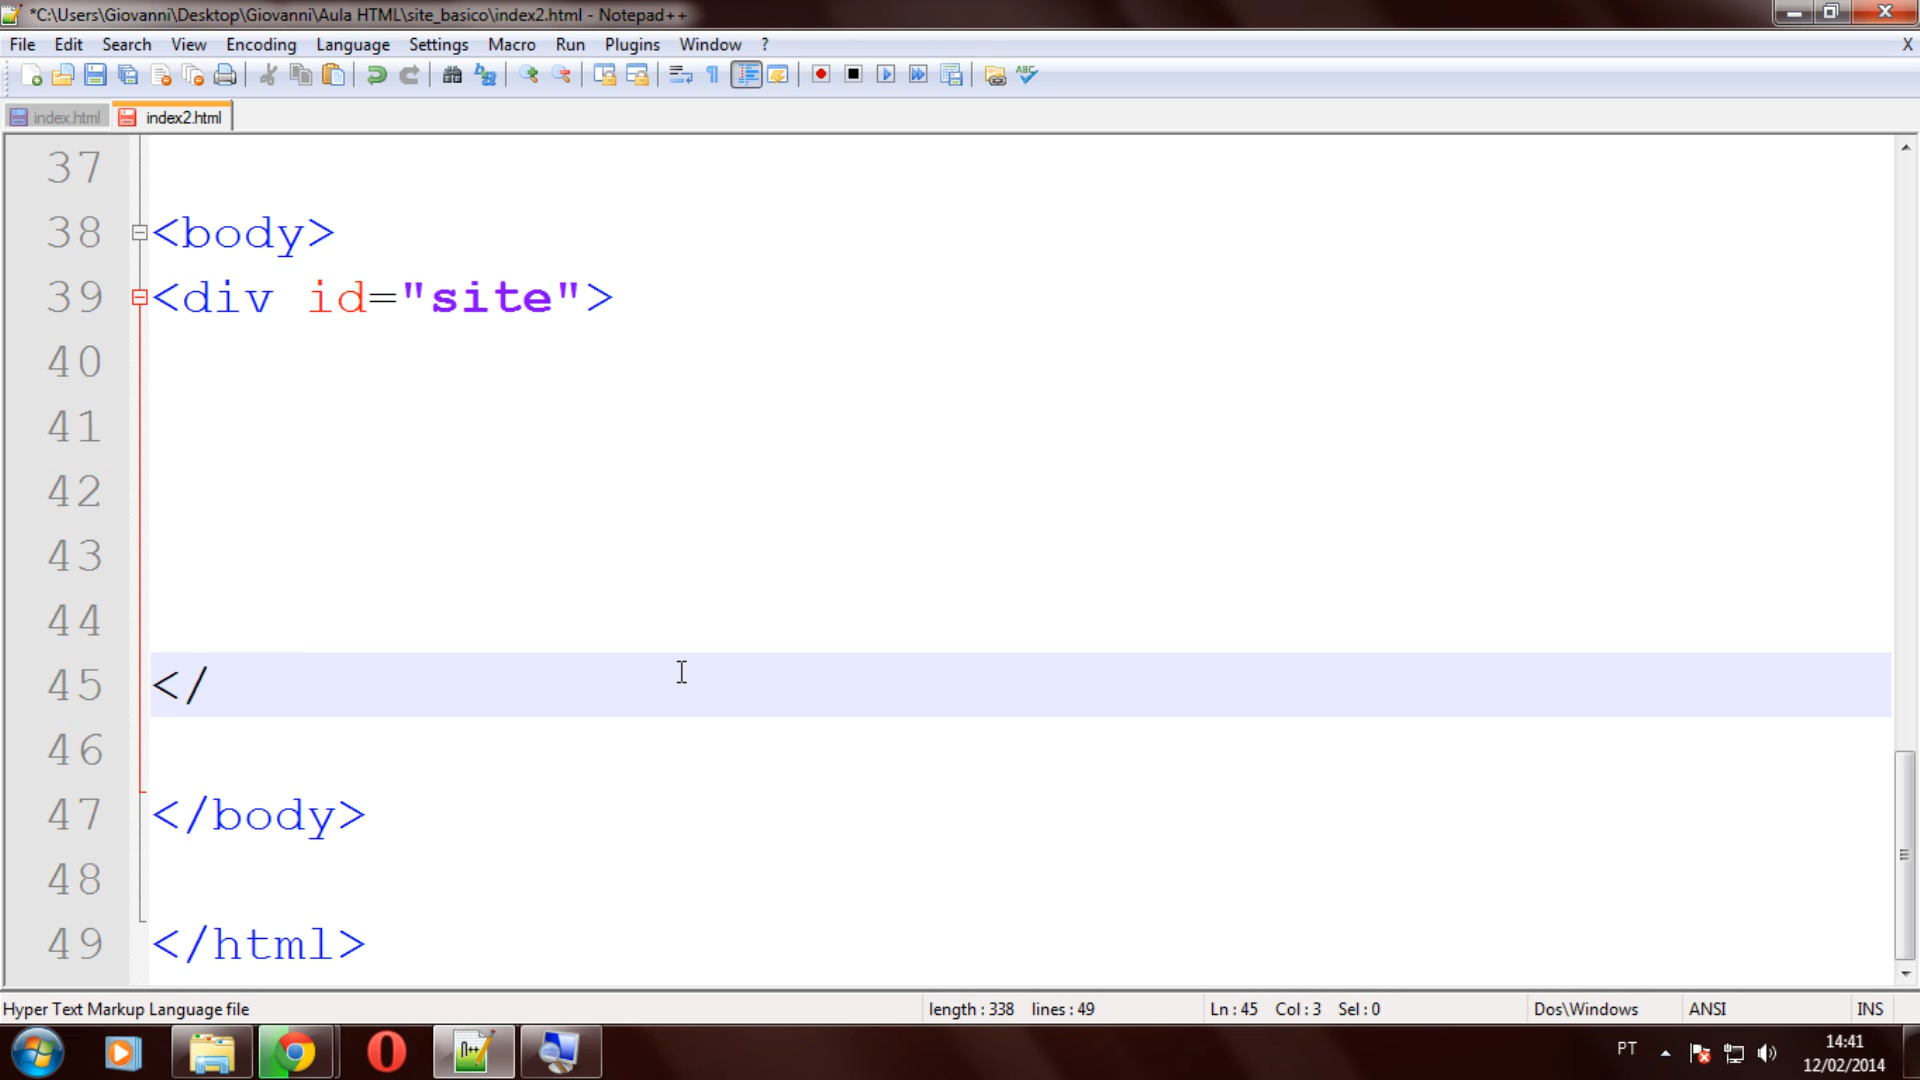 *C:\Users\Giovanni\Desktop\Giovanni\Aula HTML\site_basico\index2.html - Notepad++
File Edit Search View Encoding Language Settings Macro Run Plugins Window ? X
index.html index2.html
37
38 <body>
39 <div id="site">
40
41
42
43
44
45 </
46
47 </body>
48
49 </html>
Hyper Text Markup Language file length : 338 lines : 49 Ln : 45 Col : 3 Sel : 0 Dos\Windows ANSI INS
PT 14:41
12/02/2014